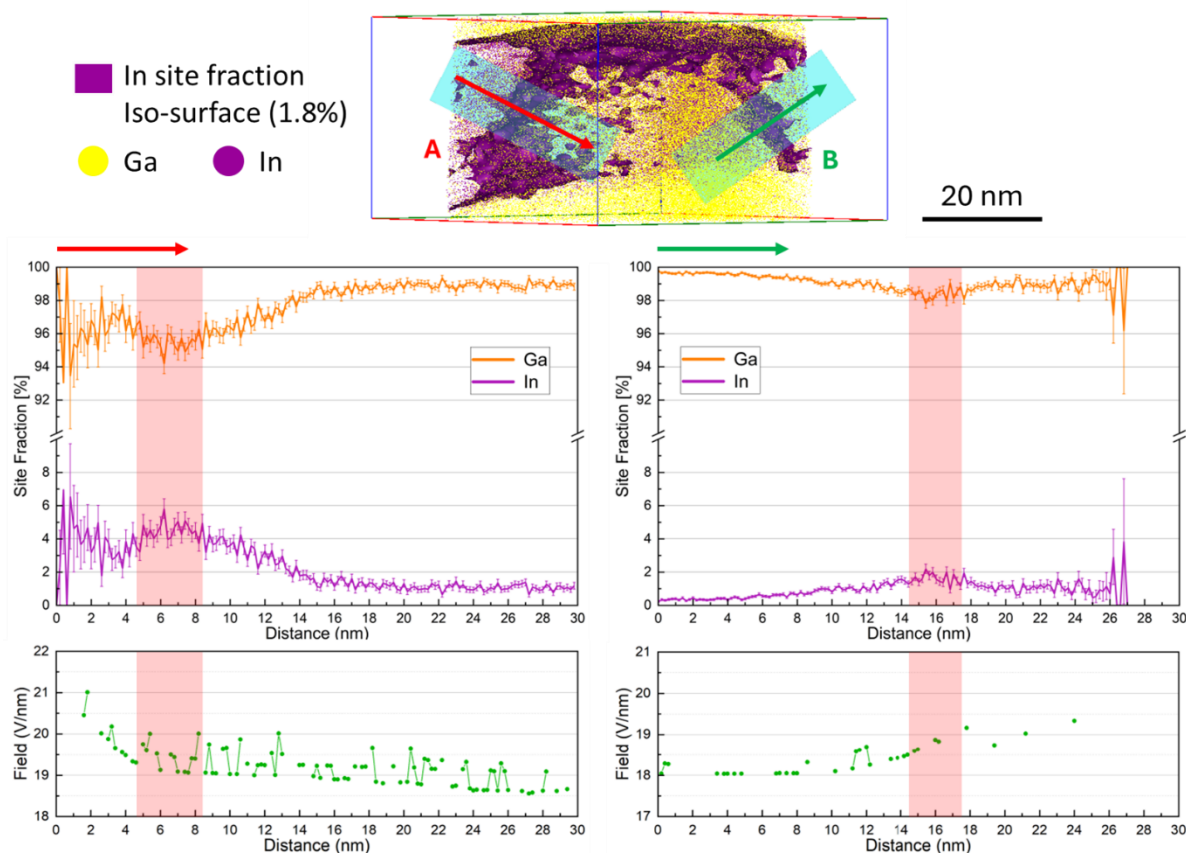 In site fraction
Iso-surface (1.8%)
Ga In
A
B
20 nm
100
98
96
94
92
8
6
4
2
0
Site Fraction [%]
Ga
In
0 2 4 6 8 10 12 14 16 18 20 22 24 26 28 30
Distance (nm)
100
98
96
94
92
8
6
4
2
0
Site Fraction [%]
Ga
In
0 2 4 6 8 10 12 14 16 18 20 22 24 26 28 30
Distance (nm)
22
21
20
19
18
Field (V/nm)
0 2 4 6 8 10 12 14 16 18 20 22 24 26 28 30
Distance (nm)
21
20
19
18
17
Field (V/nm)
0 2 4 6 8 10 12 14 16 18 20 22 24 26 28 30
Distance (nm)